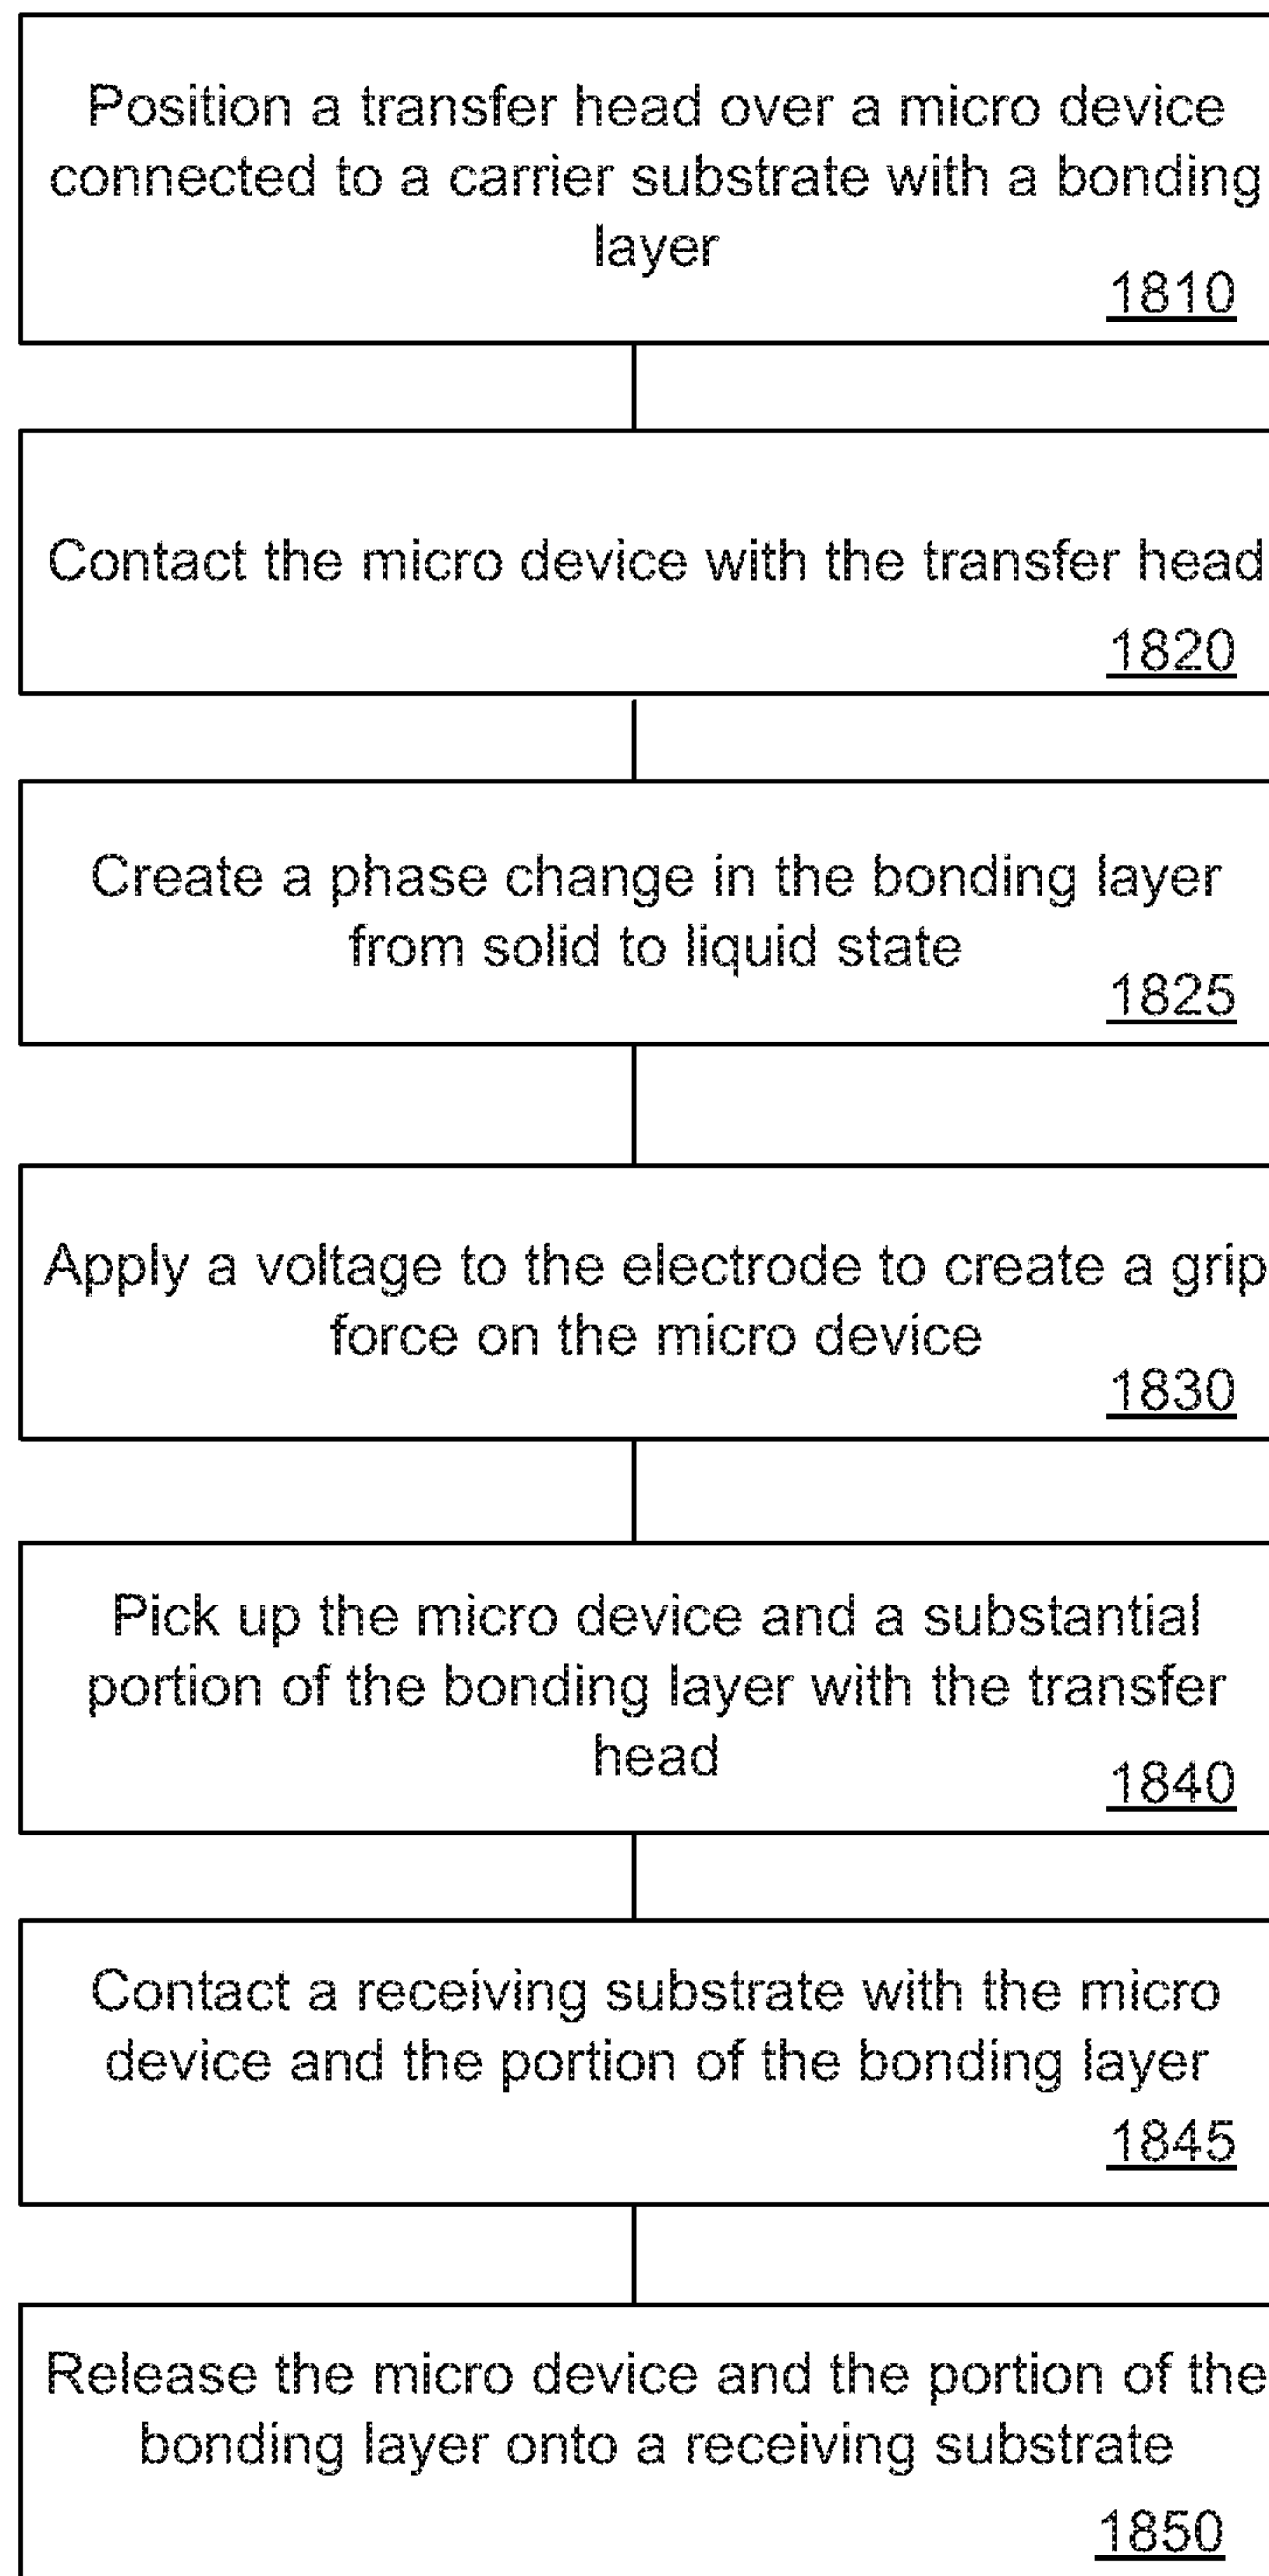 Position a transfer head over a micro device
connected to a carrier substrate with a bonding
layer
1810
Contact the micro device with the transfer head
1820
Create a phase change in the bonding layer
from solid to liquid state
1825
Apply a voltage to the electrode to create a grip
force on the micro device
1830
Pick up the micro device and a substantial
portion of the bonding layer with the transfer
head
1840
Contact a receiving substrate with the micro
device and the portion of the bonding layer
1845
Release the micro device and the portion of the
bonding layer onto a receiving substrate
1850